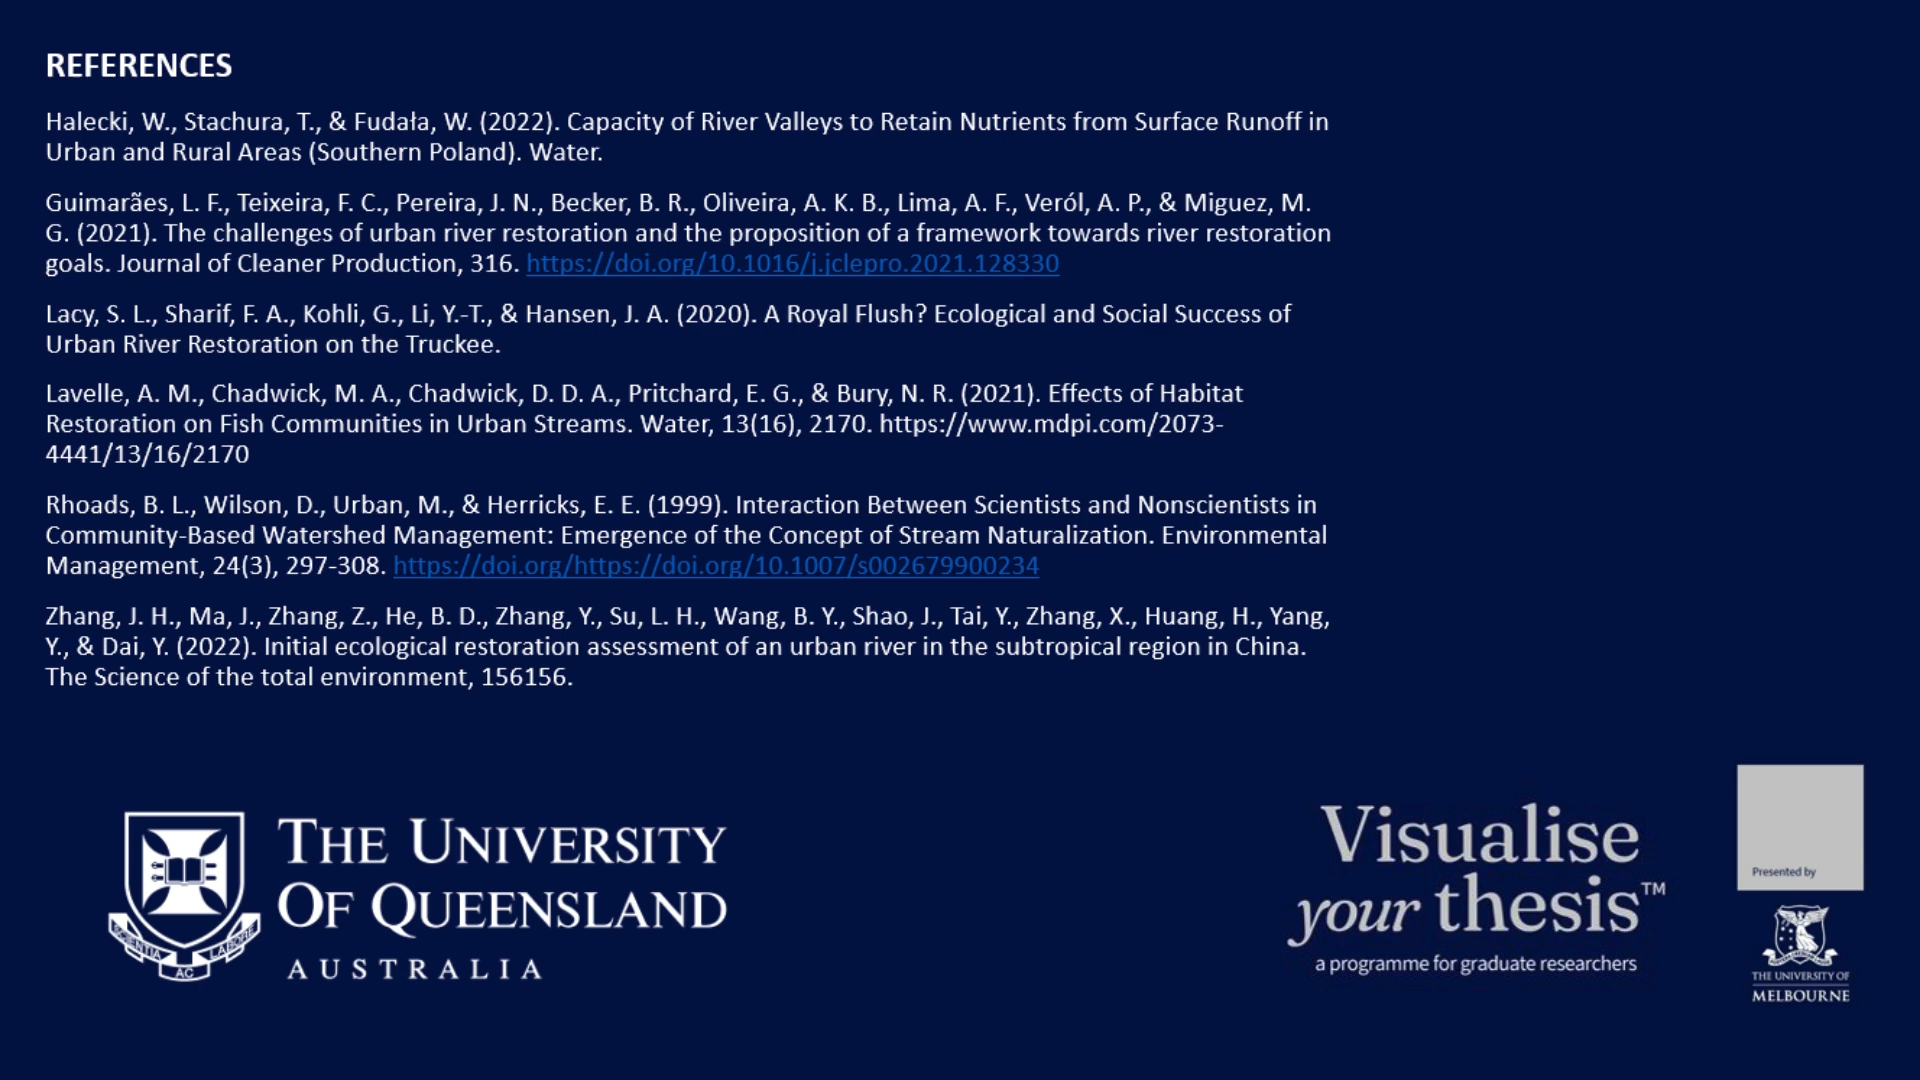 REFERENCES
Halecki, W., Stachura, T., & Fudała, W. (2022). Capacity of River Valleys to Retain Nutrients from Surface Runoff in
Urban and Rural Areas (Southern Poland). Water.
Guimarães, L. F., Teixeira, F. C., Pereira, J. N., Becker, B. R., Oliveira, A. K. B., Lima, A. F., Veról, A. P., & Miguez, M.
G. (2021). The challenges of urban river restoration and the proposition of a framework towards river restoration
goals. Journal of Cleaner Production, 316. https://doi.org/10.1016/j.jclepro.2021.128330
Lacy, S. L., Sharif, F. A., Kohli, G., Li, Y.-T., & Hansen, J. A. (2020). A Royal Flush? Ecological and Social Success of
Urban River Restoration on the Truckee.
Lavelle, A. M., Chadwick, M. A., Chadwick, D. D. A., Pritchard, E. G., & Bury, N. R. (2021). Effects of Habitat
Restoration on Fish Communities in Urban Streams. Water, 13(16), 2170. https://www.mdpi.com/2073-
4441/13/16/2170
Rhoads, B. L., Wilson, D., Urban, M., & Herricks, E. E. (1999). Interaction Between Scientists and Nonscientists in
Community-Based Watershed Management: Emergence of the Concept of Stream Naturalization. Environmental
Management, 24(3), 297-308. https://doi.org/https://doi.org/10.1007/s002679900234
Zhang, J. H., Ma, J., Zhang, Z., He, B. D., Zhang, Y., Su, L. H., Wang, B. Y., Shao, J., Tai, Y., Zhang, X., Huang, H., Yang,
Y., & Dai, Y. (2022). Initial ecological restoration assessment of an urban river in the subtropical region in China.
The Science of the total environment, 156156.
SCIENTIA AC LABORE
THE UNIVERSITY
OF QUEENSLAND
AUSTRALIA
Visualise
your thesis™
a programme for graduate researchers
Presented by
THE UNIVERSITY OF
MELBOURNE